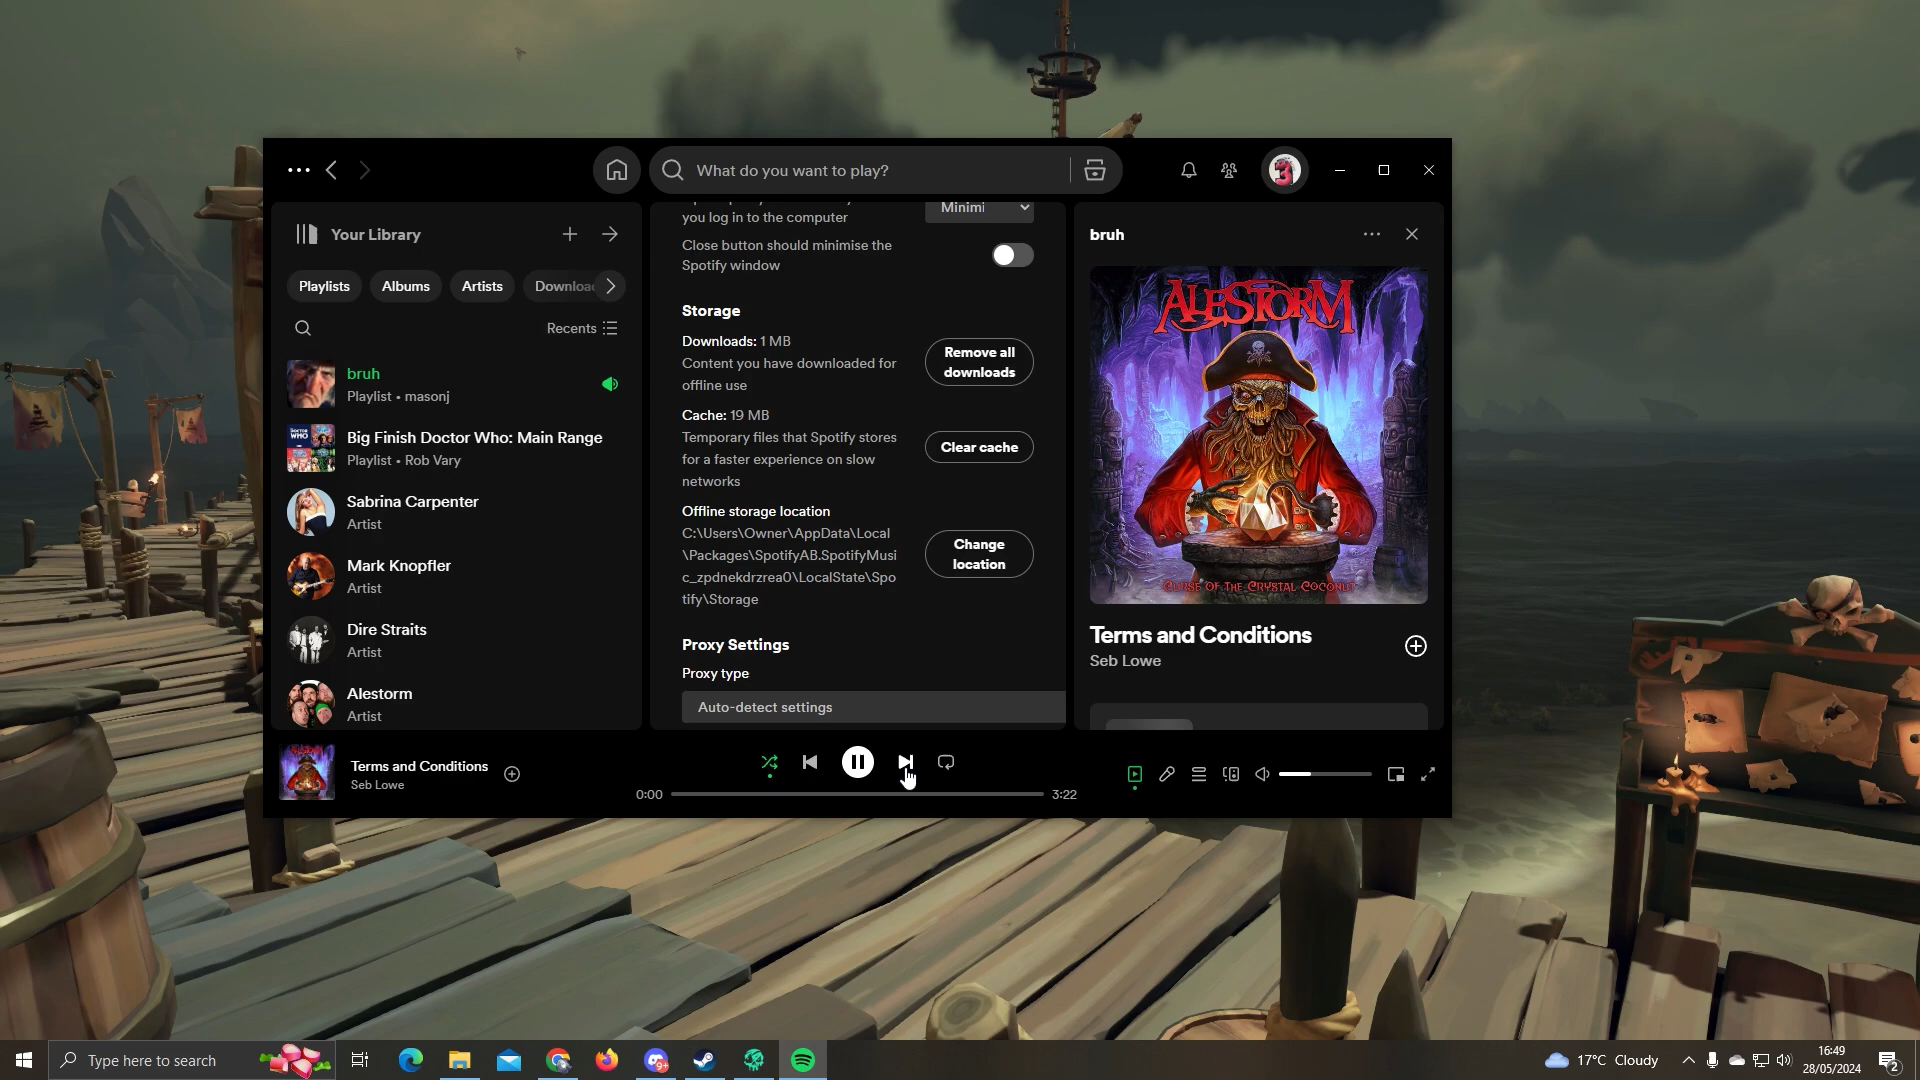 What do you want to play?
3
Your Library
Playlists
Albums
Artists
Recents
bruh
Playlist • masonj
DOCTOR WHO
Big Finish Doctor Who: Main Range
Playlist • Rob Vary
Sabrina Carpenter
Artist
Mark Knopfler
Artist
Dire Straits
Artist
Alestorm
Artist
you log in to the computer
Close button should minimise the
Spotify window
Storage
Downloads: 1 MB
Content you have downloaded for
offline use
Remove all
downloads
Cache: 19 MB
Temporary files that Spotify stores
for a faster experience on slow
networks
Clear cache
Offline storage location
C:\Users\Owner\AppData\Local
\Packages\SpotifyAB.SpotifyMusi
c_zpdnekdrzrea0\LocalState\Spo
tify\Storage
Change
location
Proxy Settings
Proxy type
Auto-detect settings
bruh
ALESTORM
CURSE OF THE CRYSTAL COCONUT
Terms and Conditions
Seb Lowe
Terms and Conditions
Seb Lowe
0:00
3:22
Type here to search
9+
17°C Cloudy
16:49
28/05/2024
2